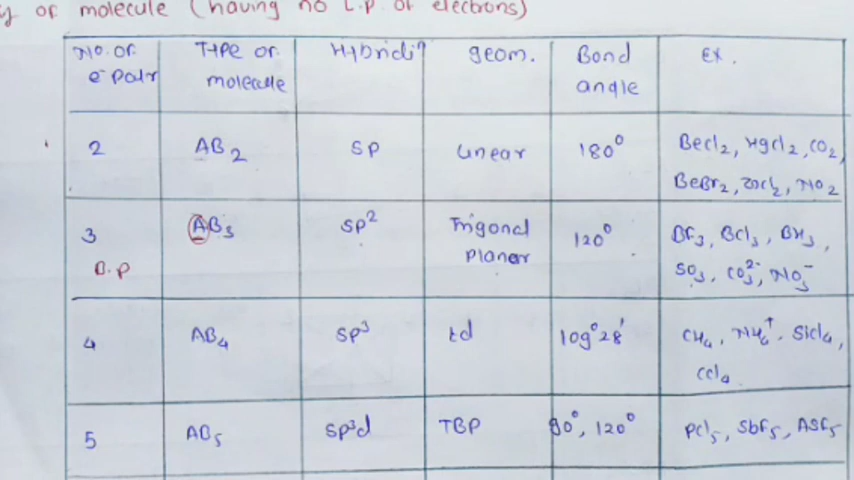 y of molecule (having no L.P. of electrons)
No. of e⁻ pair | Type of molecule | Hybridiⁿ | geom. | Bond angle | Ex.
2 | AB₂ | SP | Linear | 180° | BeCl₂, HgCl₂, CO₂,
BeBr₂, ZnCl₂, NO₂
3 | AB₃ | SP² | Trigonal | 120° | BF₃, BCl₃, BH₃,
B.P | planar | SO₃, CO₃²⁻, NO₃⁻
4 | AB₄ | SP³ | td | 109°28' | CH₄, NH₄⁺, SiCl₄,
CCl₄
5 | AB₅ | SP³d | TBP | 90°, 120° | PCl₅, SbF₅, AsF₅